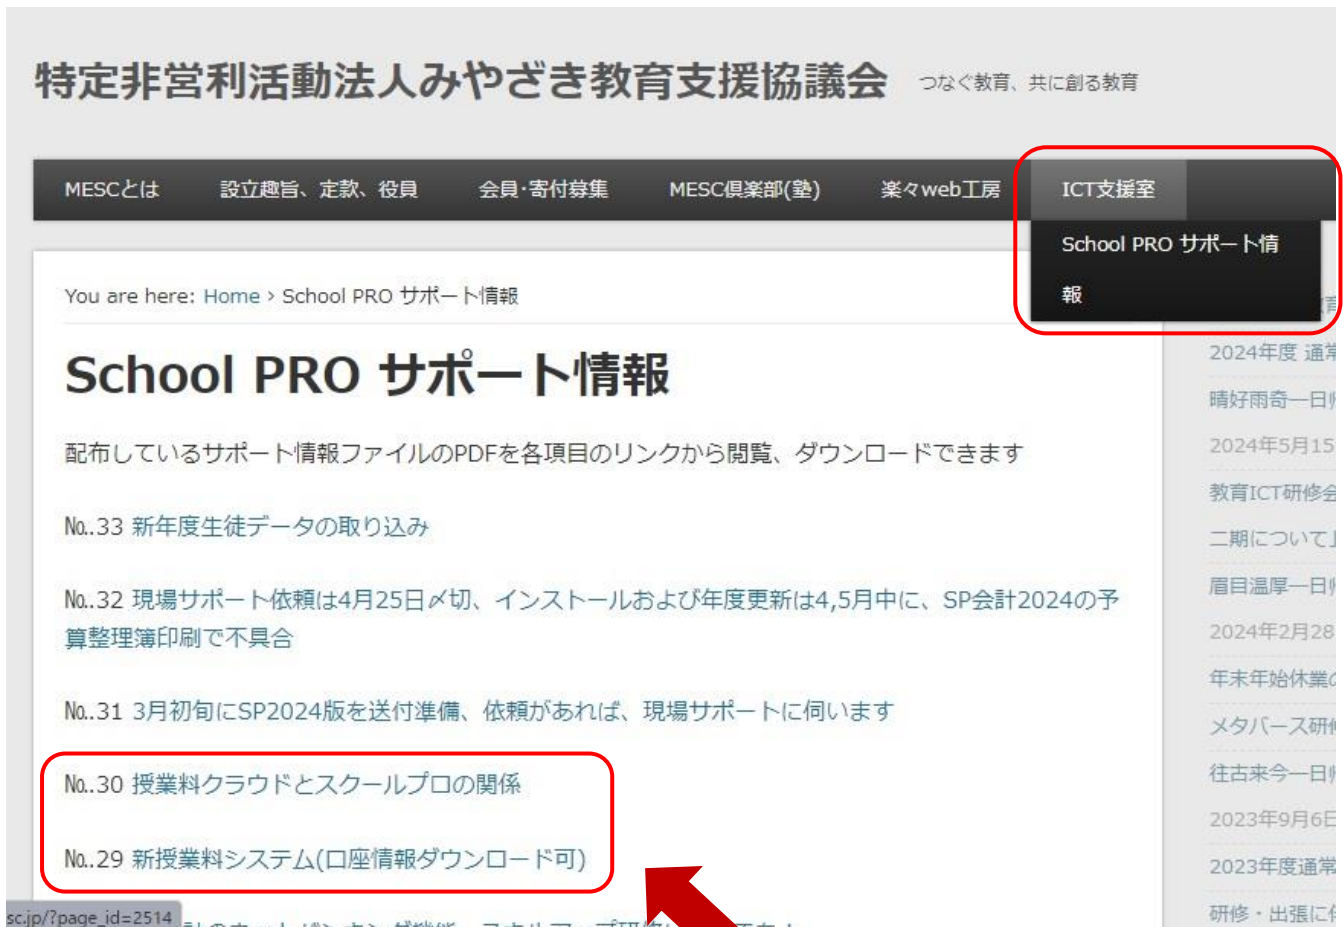 特定非営利活動法人みやざき教育支援協議会 つなぐ教育、共に創る教育
MESCとは 設立趣旨、定款、役員 会員・寄付募集 MESC倶楽部(塾) 楽々web工房 ICT支援室
School PRO サポート情
報
You are here: Home › School PRO サポート情報
School PRO サポート情報
配布しているサポート情報ファイルのPDFを各項目のリンクから閲覧、ダウンロードできます
№..33 新年度生徒データの取り込み
№..32 現場サポート依頼は4月25日〆切、インストールおよび年度更新は4,5月中に、SP会計2024の予
算整理簿印刷で不具合
№..31 3月初旬にSP2024版を送付準備、依頼があれば、現場サポートに伺います
№..30 授業料クラウドとスクールプロの関係
№..29 新授業料システム(口座情報ダウンロード可)
sc.jp/?page_id=2514
2024年度 通常
晴好雨奇一日
2024年5月15
教育ICT研修会
二期について
眉目温厚一日
2024年2月28
年末年始休業
メタバース研
往古来今一日
2023年9月6日
2023年度通常
研修・出張に